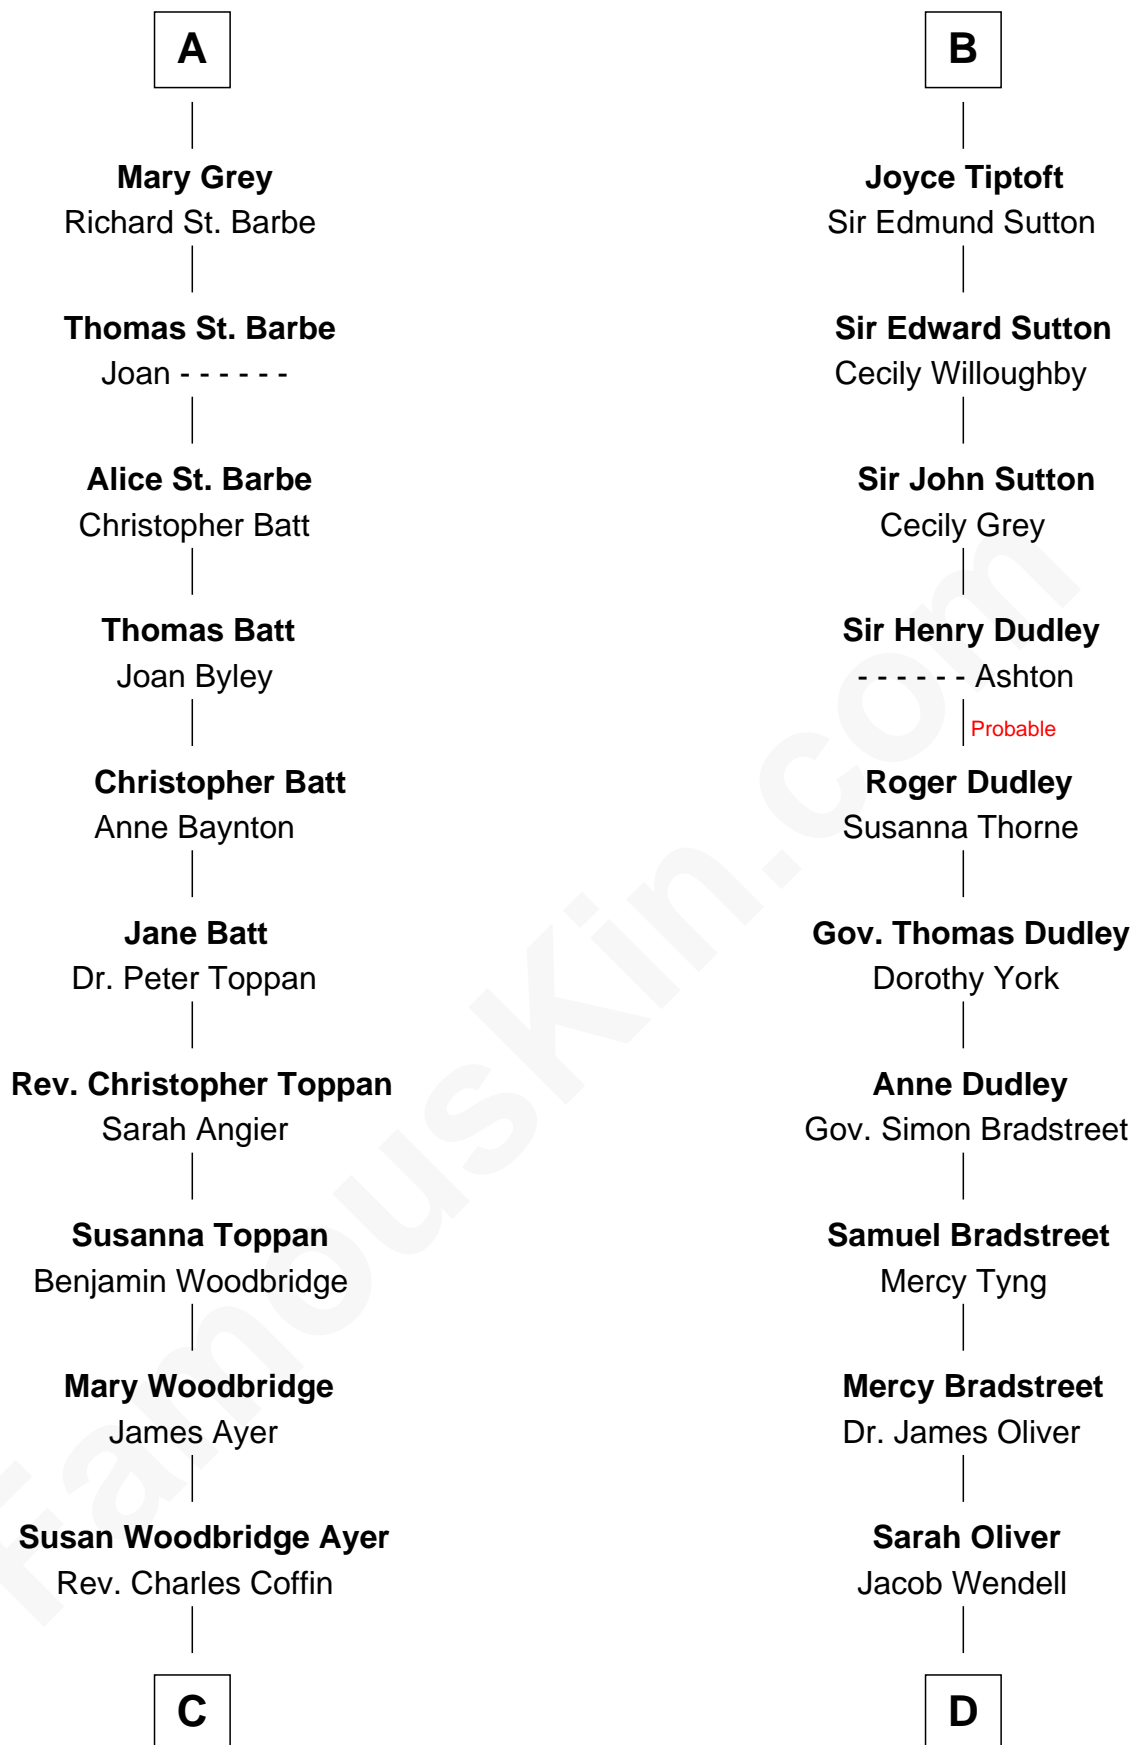 A
Mary Grey
Richard St. Barbe
Thomas St. Barbe
Joan - - - - - -
Alice St. Barbe
Christopher Batt
Thomas Batt
Joan Byley
Christopher Batt
Anne Baynton
Jane Batt
Dr. Peter Toppan
Rev. Christopher Toppan
Sarah Angier
Susanna Toppan
Benjamin Woodbridge
Mary Woodbridge
James Ayer
Susan Woodbridge Ayer
Rev. Charles Coffin
C
B
Joyce Tiptoft
Sir Edmund Sutton
Sir Edward Sutton
Cecily Willoughby
Sir John Sutton
Cecily Grey
Sir Henry Dudley
- - - - - - Ashton
Probable
Roger Dudley
Susanna Thorne
Gov. Thomas Dudley
Dorothy York
Anne Dudley
Gov. Simon Bradstreet
Samuel Bradstreet
Mercy Tyng
Mercy Bradstreet
Dr. James Oliver
Sarah Oliver
Jacob Wendell
D
FamousKin.com